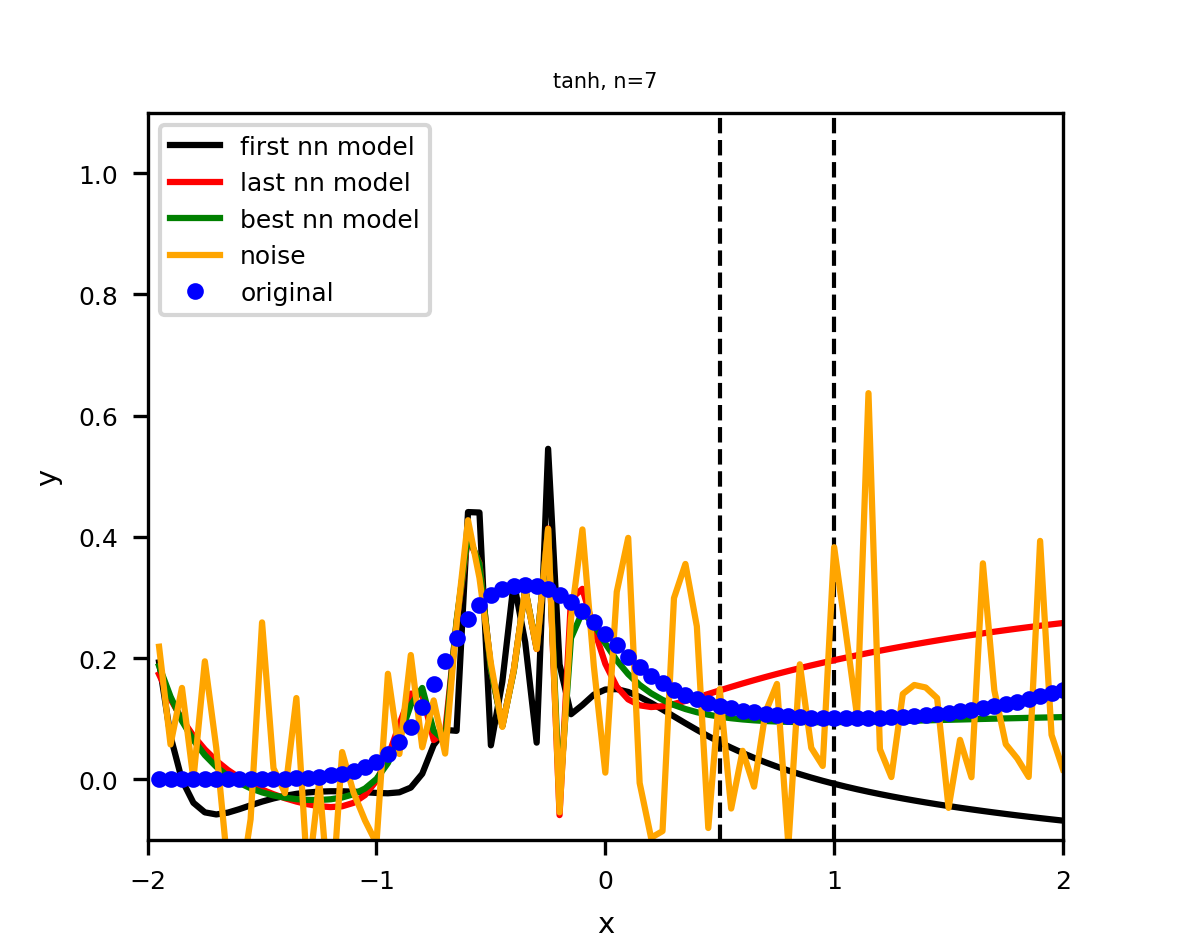 tanh, n=7
first nn model
last nn model
best nn model
noise
original
1.0
0.8
0.6
0.4
0.2
0.0
y
−2
−1
0
1
2
x